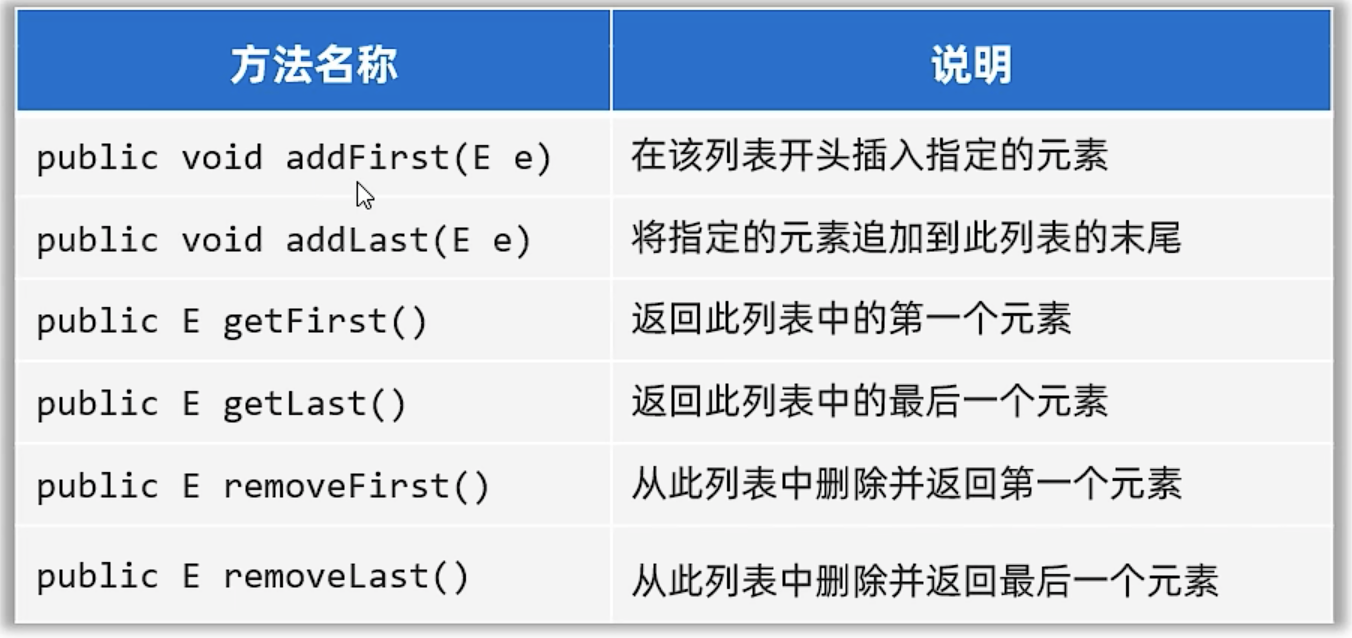 方法名称 说明
public void addFirst(E e) 在该列表开头插入指定的元素
public void addLast(E e) 将指定的元素追加到此列表的末尾
public E getFirst() 返回此列表中的第一个元素
public E getLast() 返回此列表中的最后一个元素
public E removeFirst() 从此列表中删除并返回第一个元素
public E removeLast() 从此列表中删除并返回最后一个元素